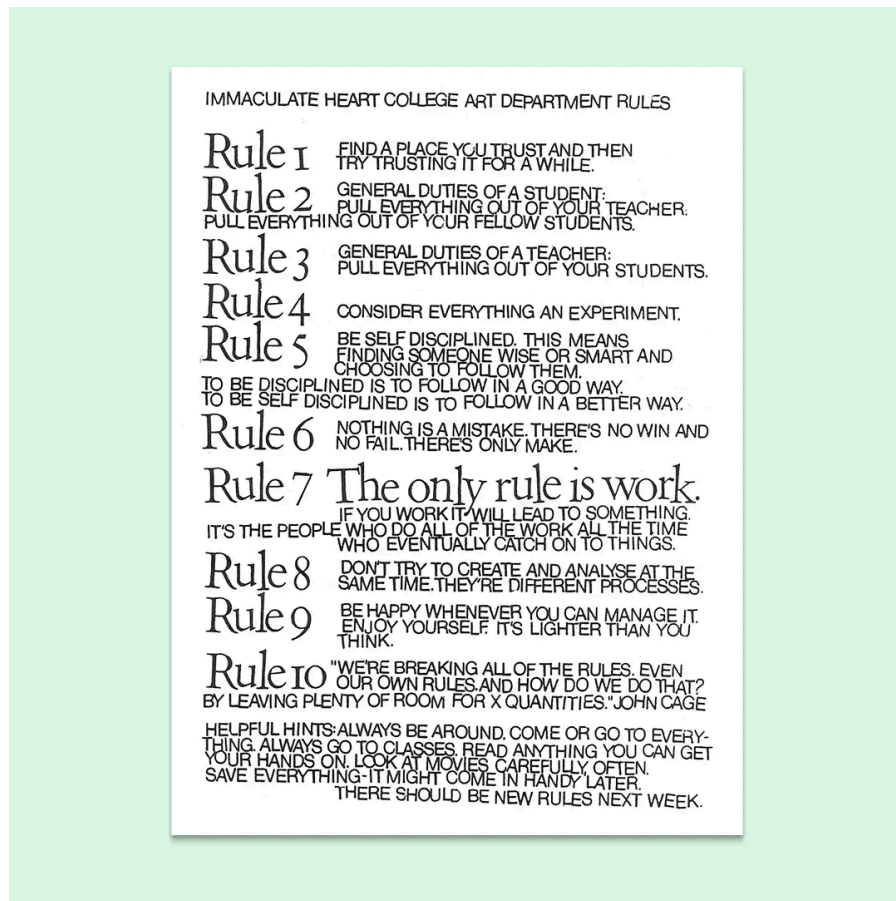 IMMACULATE HEART COLLEGE ART DEPARTMENT RULES
Rule 1 FIND A PLACE YOU TRUST AND THEN
TRY TRUSTING IT FOR A WHILE.
Rule 2 GENERAL DUTIES OF A STUDENT:
PULL EVERYTHING OUT OF YOUR TEACHER.
PULL EVERYTHING OUT OF YOUR FELLOW STUDENTS.
Rule 3 GENERAL DUTIES OF A TEACHER:
PULL EVERYTHING OUT OF YOUR STUDENTS.
Rule 4 CONSIDER EVERYTHING AN EXPERIMENT.
Rule 5 BE SELF DISCIPLINED. THIS MEANS
FINDING SOMEONE WISE OR SMART AND
CHOOSING TO FOLLOW THEM.
TO BE DISCIPLINED IS TO FOLLOW IN A GOOD WAY.
TO BE SELF DISCIPLINED IS TO FOLLOW IN A BETTER WAY.
Rule 6 NOTHING IS A MISTAKE. THERE'S NO WIN AND
NO FAIL. THERE'S ONLY MAKE.
Rule 7 The only rule is work.
IF YOU WORK IT WILL LEAD TO SOMETHING.
IT'S THE PEOPLE WHO DO ALL OF THE WORK ALL THE TIME
WHO EVENTUALLY CATCH ON TO THINGS.
Rule 8 DON'T TRY TO CREATE AND ANALYSE AT THE
SAME TIME. THEY'RE DIFFERENT PROCESSES.
Rule 9 BE HAPPY WHENEVER YOU CAN MANAGE IT.
ENJOY YOURSELF. IT'S LIGHTER THAN YOU
THINK.
Rule 10 "WE'RE BREAKING ALL OF THE RULES. EVEN
OUR OWN RULES. AND HOW DO WE DO THAT?
BY LEAVING PLENTY OF ROOM FOR X QUANTITIES." JOHN CAGE
HELPFUL HINTS: ALWAYS BE AROUND. COME OR GO TO EVERY-
THING. ALWAYS GO TO CLASSES. READ ANYTHING YOU CAN GET
YOUR HANDS ON. LOOK AT MOVIES CAREFULLY, OFTEN.
SAVE EVERYTHING-IT MIGHT COME IN HANDY LATER.
THERE SHOULD BE NEW RULES NEXT WEEK.